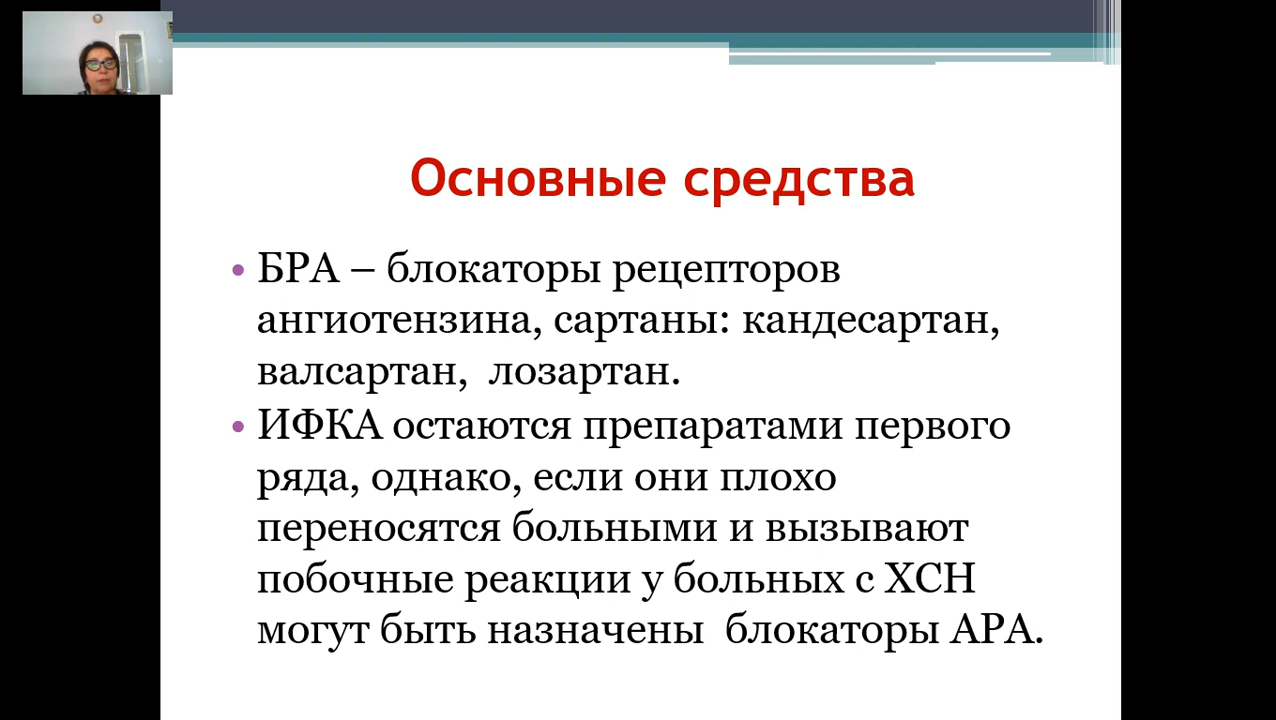 Основные средства
• БРА – блокаторы рецепторов
ангиотензина, сартаны: кандесартан,
валсартан,  лозартан.
• ИФКА остаются препаратами первого
ряда, однако, если они плохо
переносятся больными и вызывают
побочные реакции у больных с ХСН
могут быть назначены  блокаторы АРА.